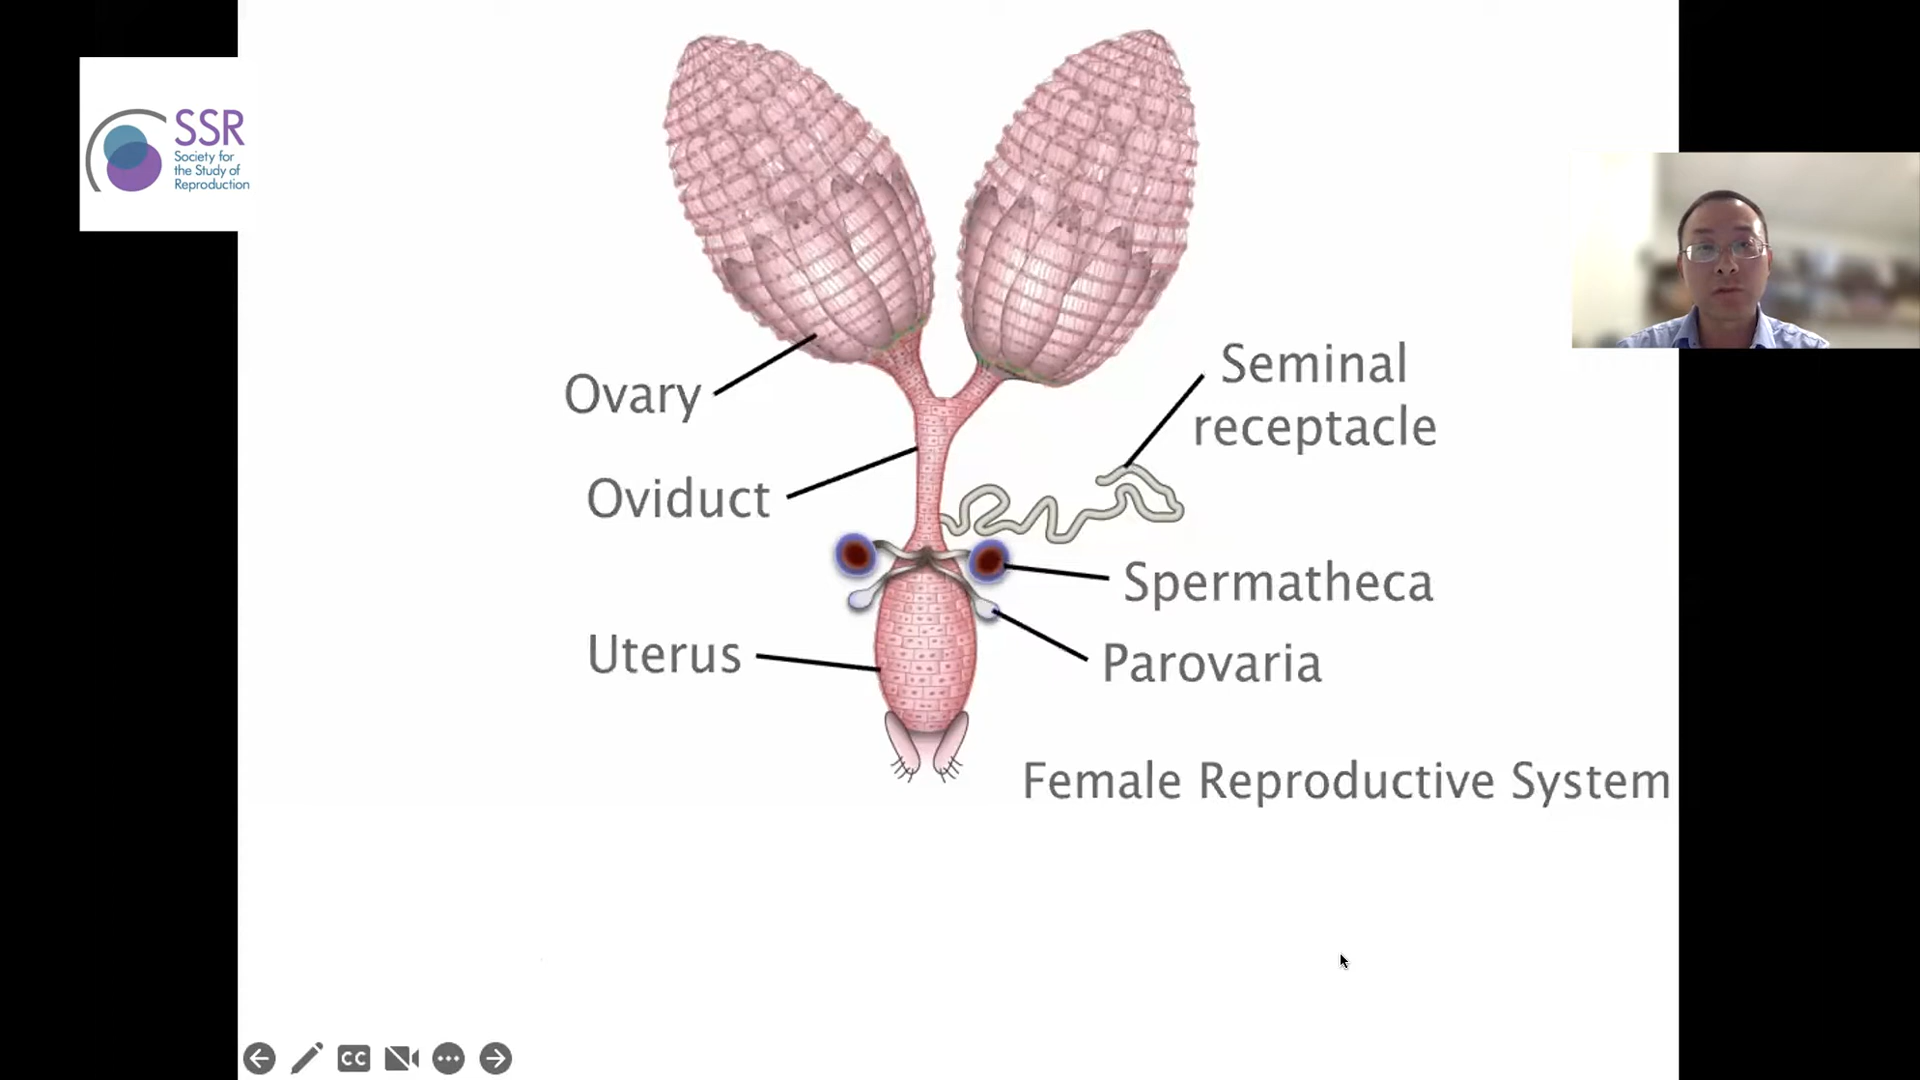 SSR
Society for
the Study of
Reproduction
Ovary
Oviduct
Uterus
Seminal
receptacle
Spermatheca
Parovaria
Female Reproductive System
CC